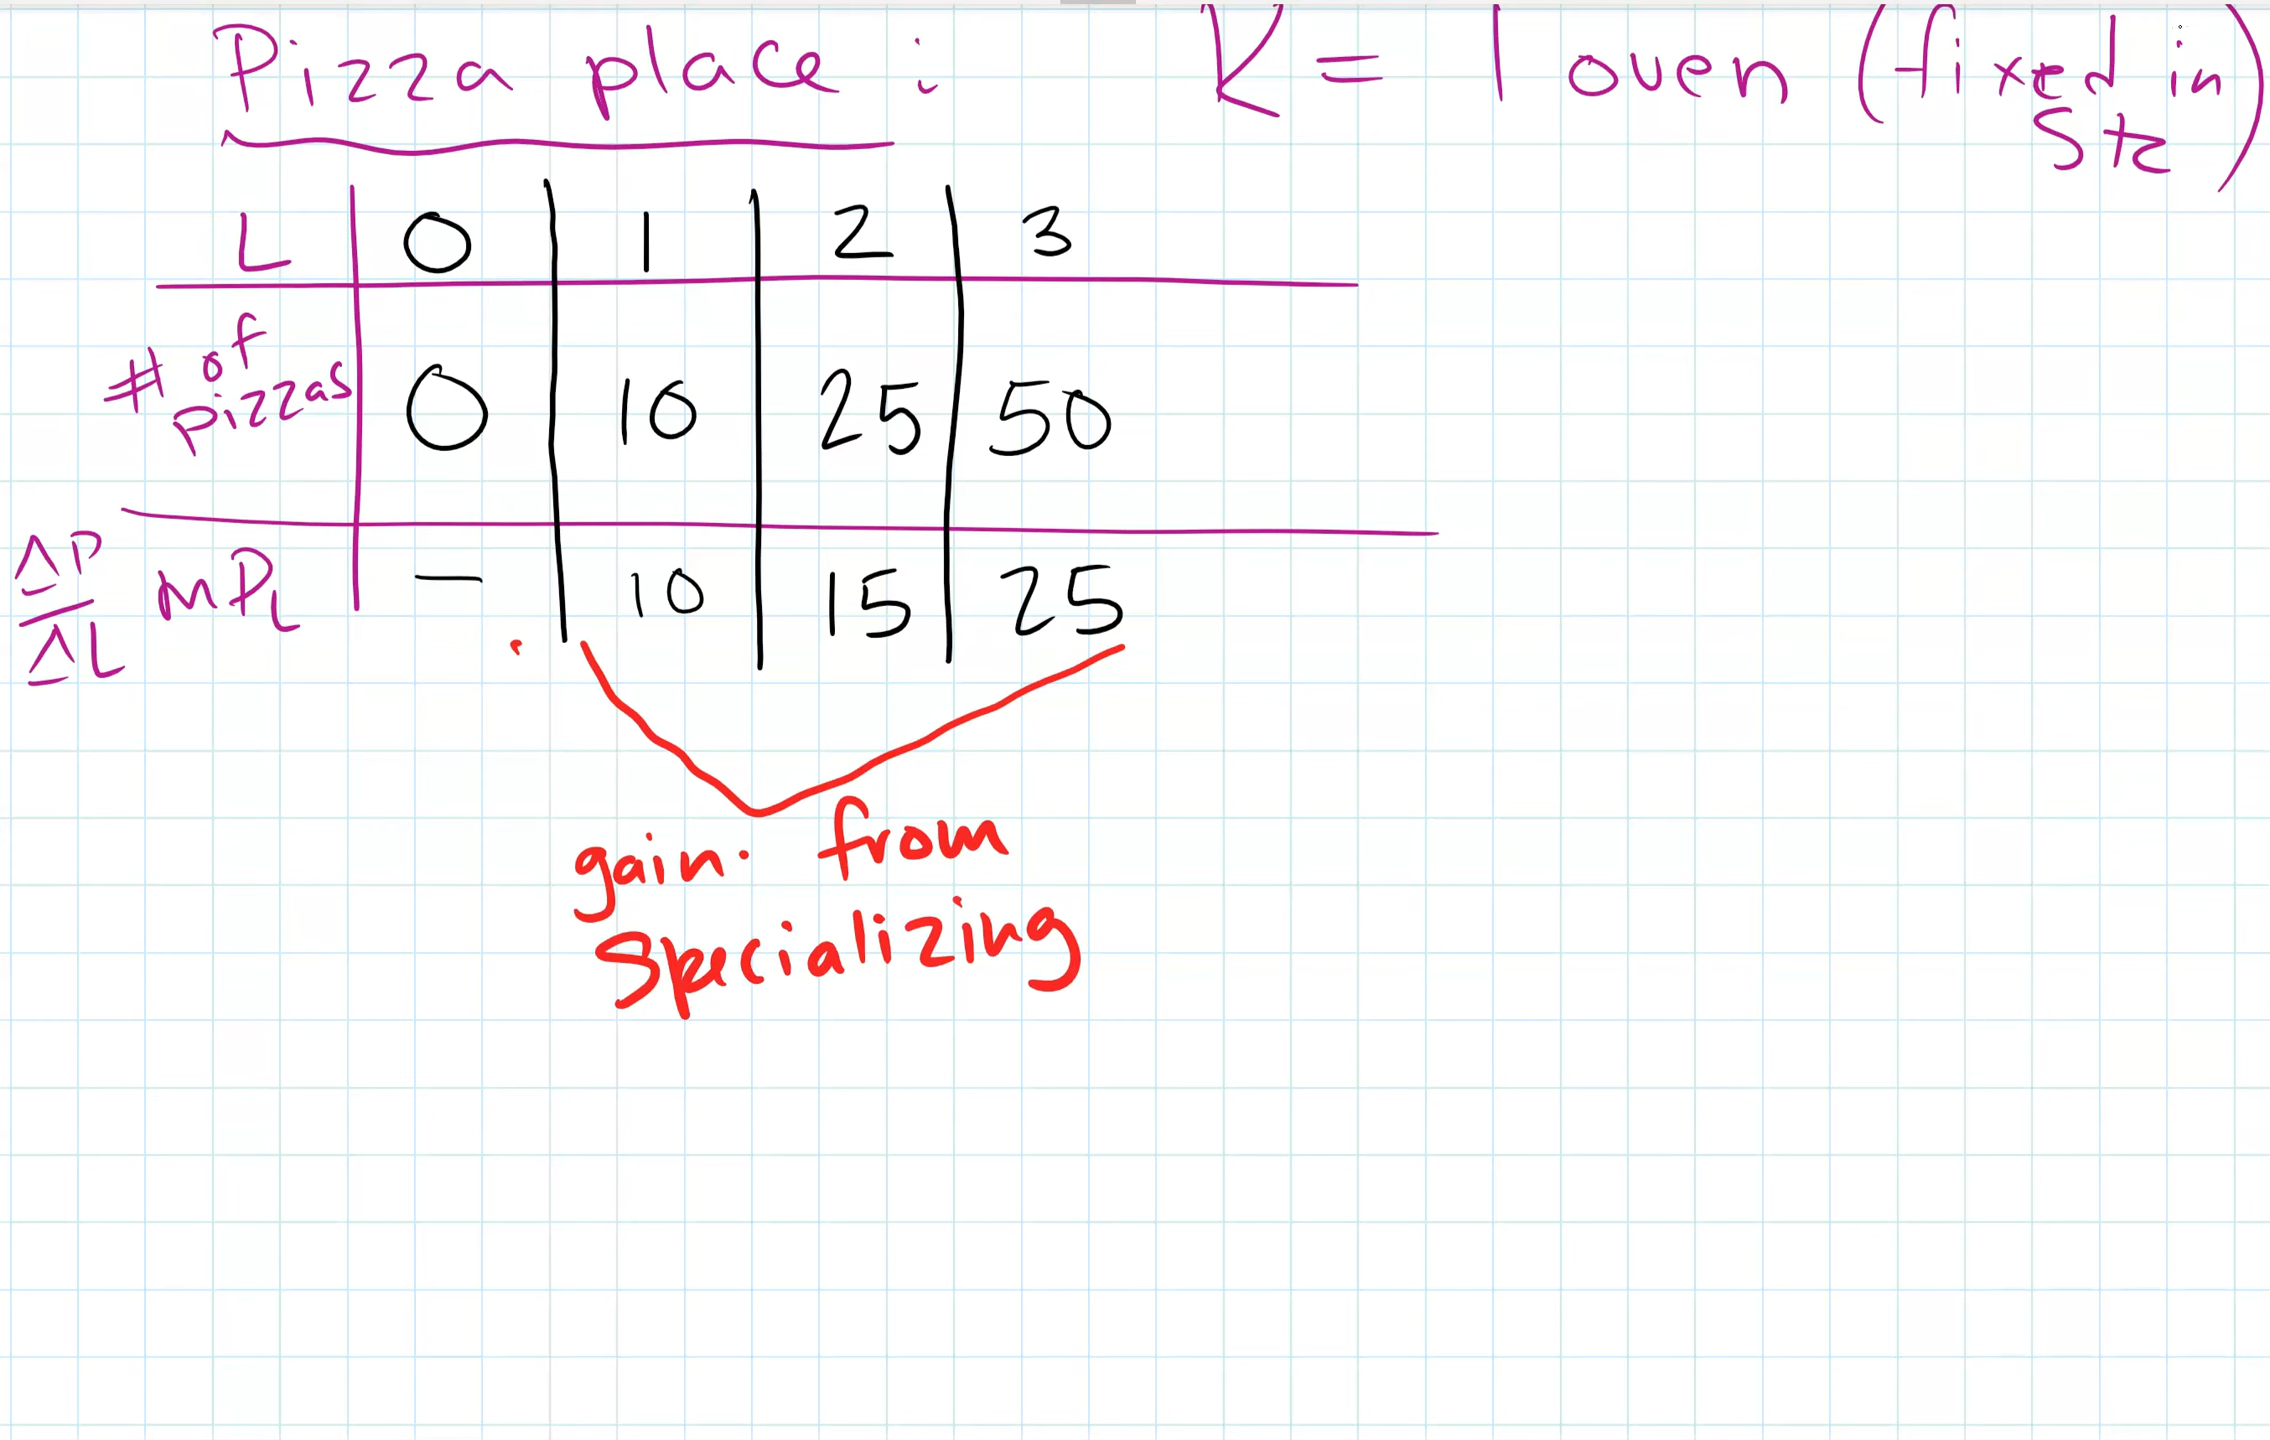 Pizza place : K = 1 oven (fixed in
Size)
L 0 1 2 3
# of pizzas 0 10 25 50
ΔP/ΔL MPL — 10 15 25
gain from
Specializing